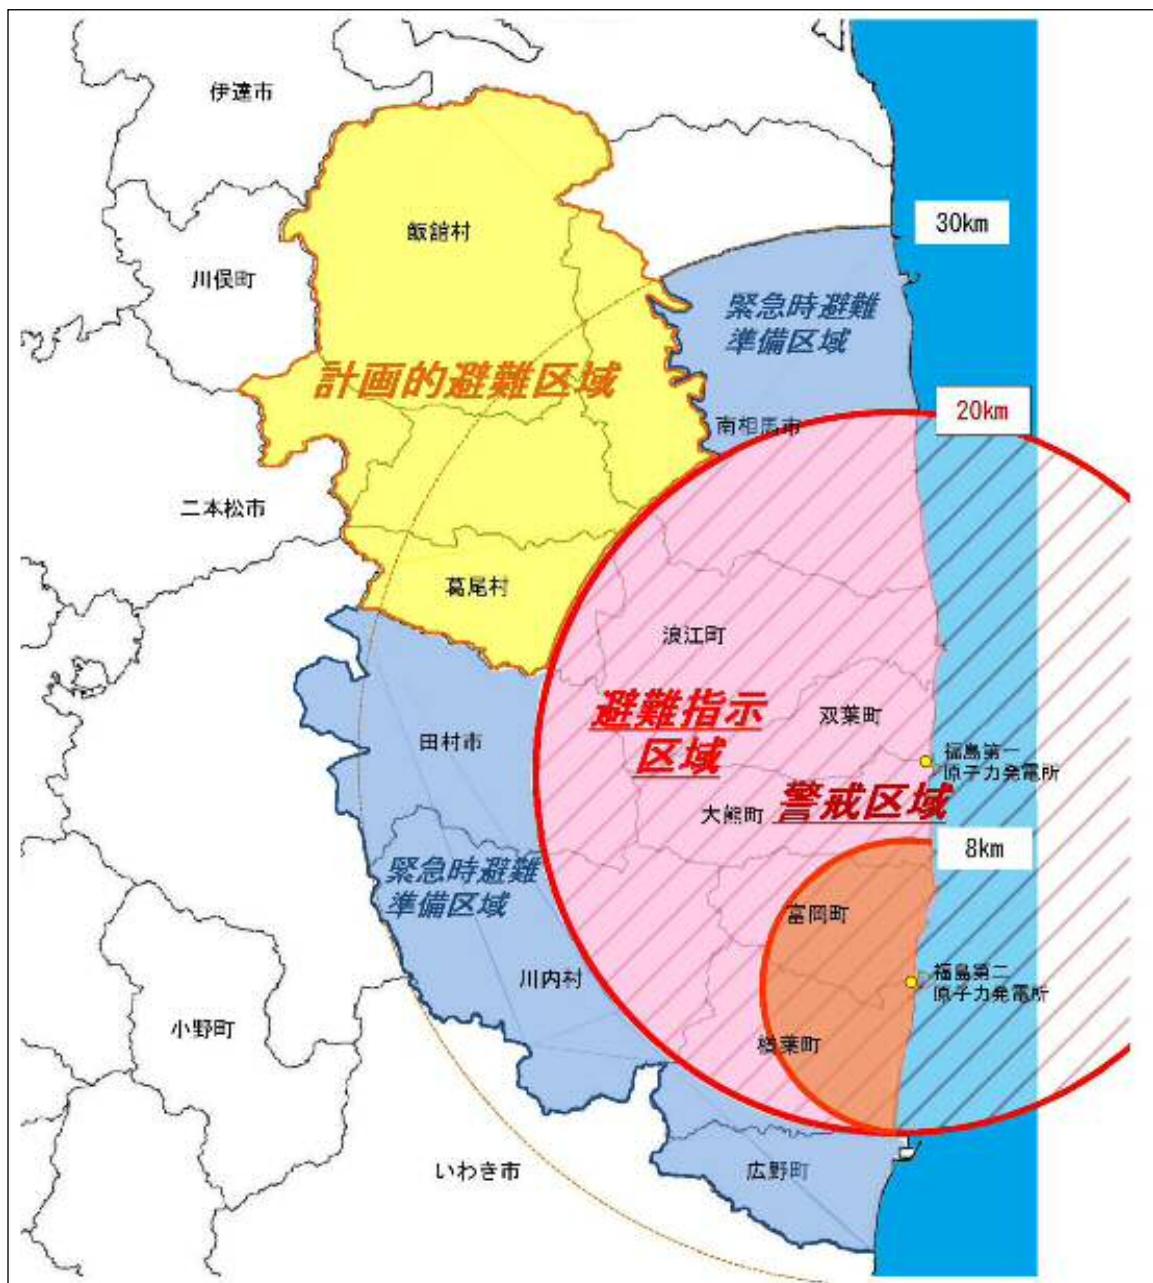 伊達市
飯舘村
川俣町
30km
緊急時避難
準備区域
計画的避難区域
20km
南相馬市
二本松市
葛尾村
浪江町
避難指示
区域
双葉町
田村市
福島第一
原子力発電所
大熊町
警戒区域
8km
緊急時避難
準備区域
富岡町
川内村
福島第二
原子力発電所
小野町
楢葉町
いわき市
広野町